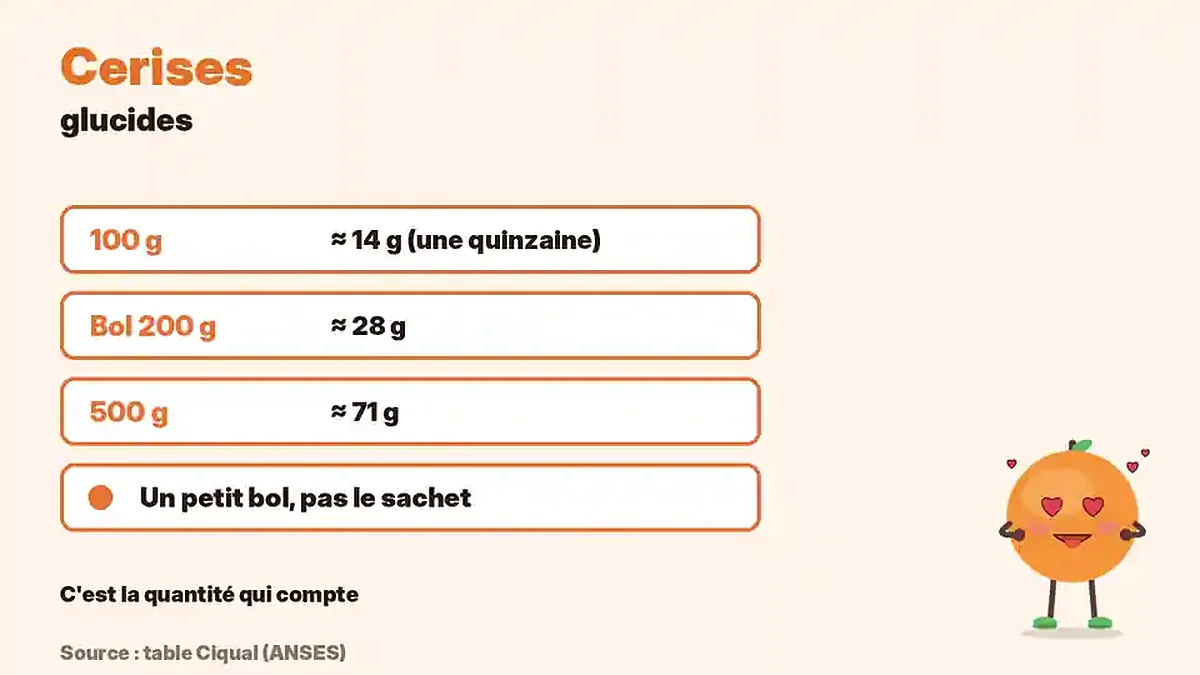 Cerises
glucides
100 g ≈ 14 g (une quinzaine)
Bol 200 g ≈ 28 g
500 g ≈ 71 g
Un petit bol, pas le sachet
C'est la quantité qui compte
Source : table Ciqual (ANSES)